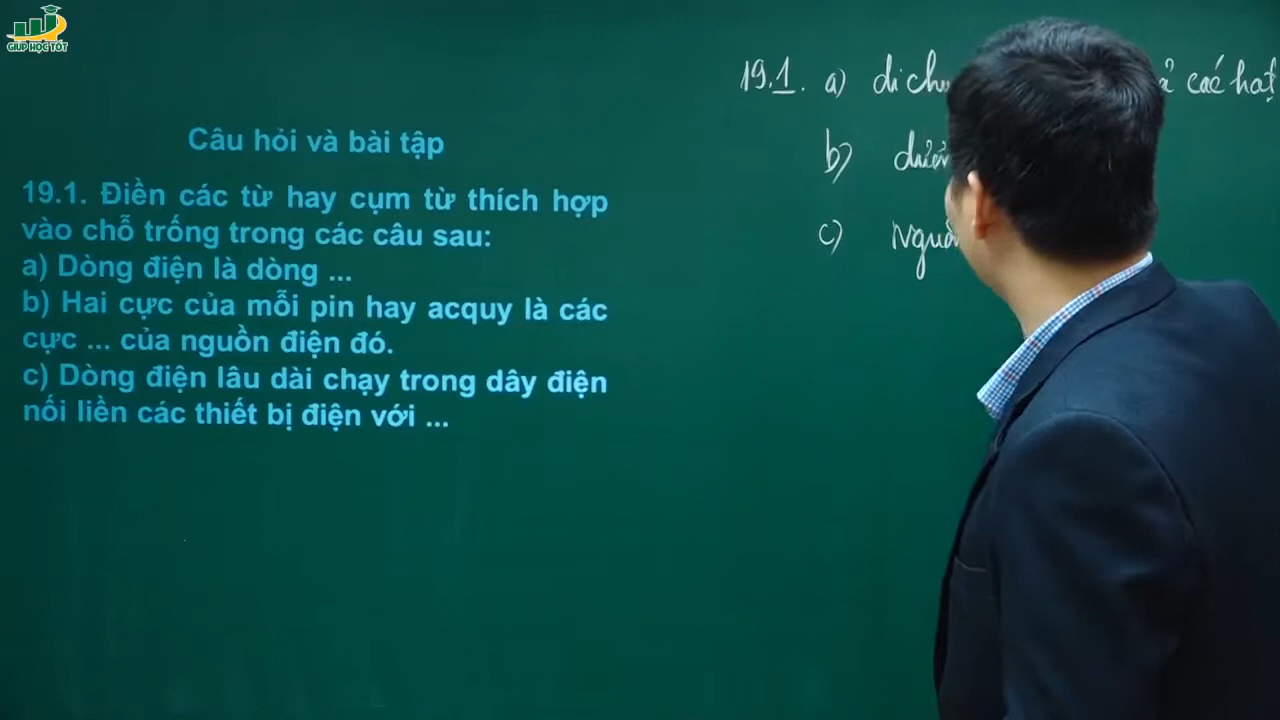 GIÚP HỌC TỐT
Câu hỏi và bài tập
19.1. Điền các từ hay cụm từ thích hợp
vào chỗ trống trong các câu sau:
a) Dòng điện là dòng ...
b) Hai cực của mỗi pin hay acquy là các
cực ... của nguồn điện đó.
c) Dòng điện lâu dài chạy trong dây điện
nối liền các thiết bị điện với ...
19.1. a) di các hạt
b)
c)